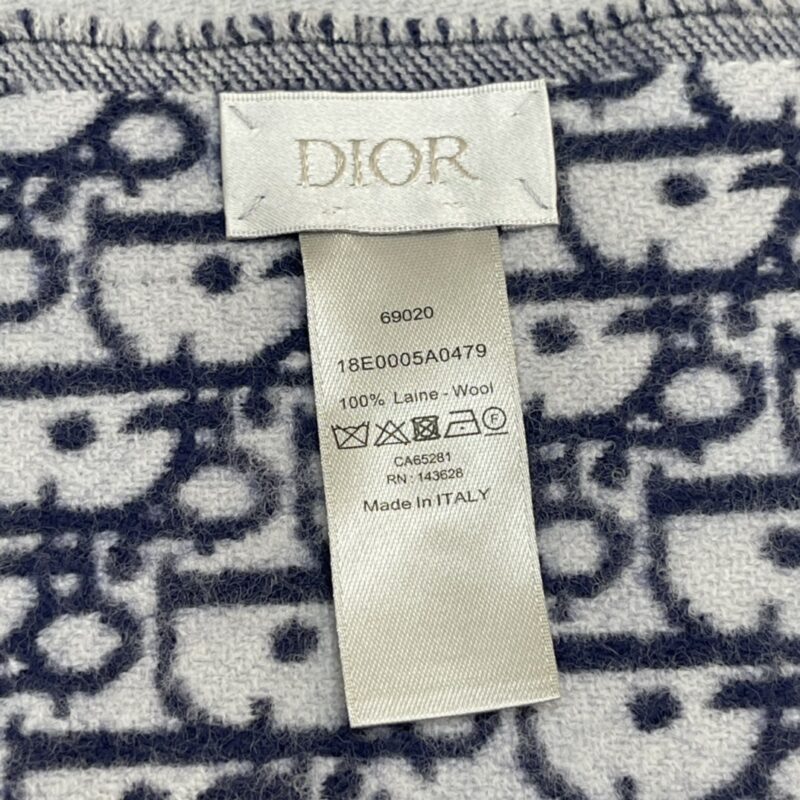 DIOR
69020
18E0005A0479
100% Laine - Wool
F
CA65281
RN : 143628
Made In ITALY